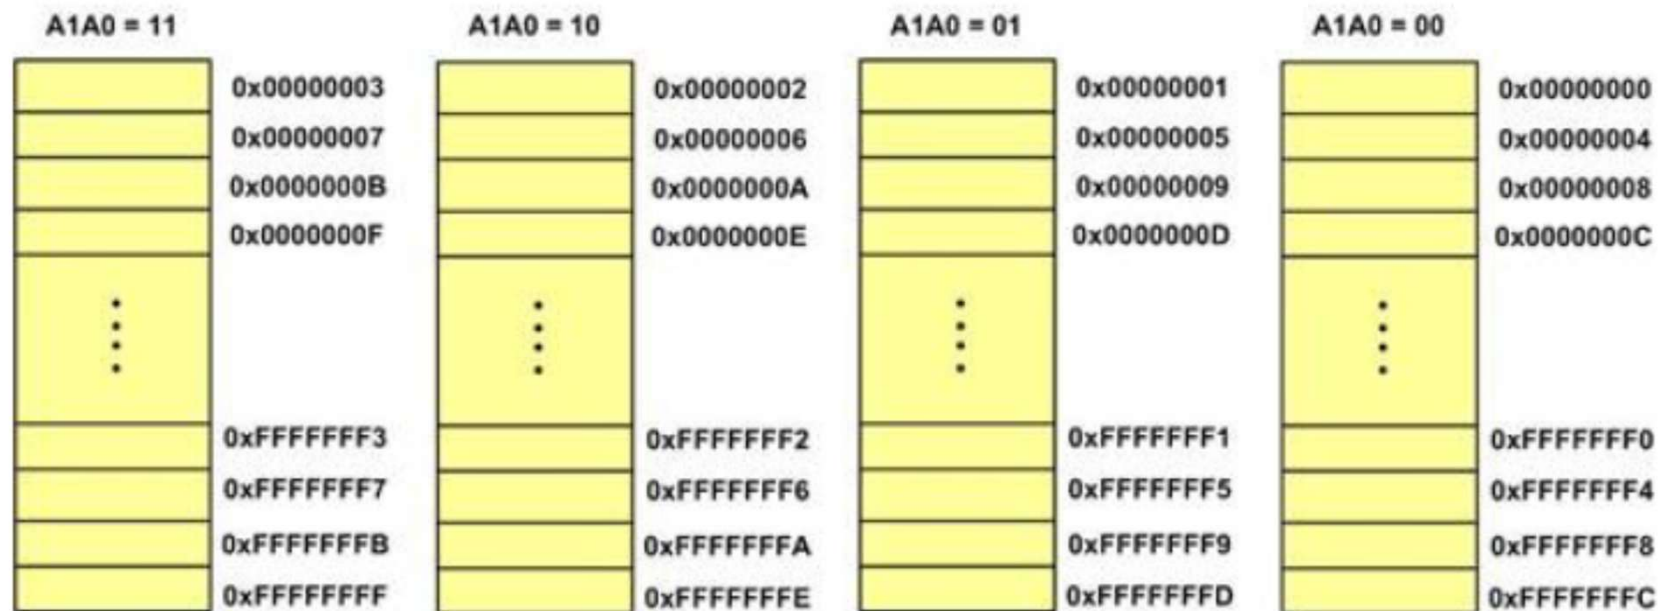 A1A0 = 11 A1A0 = 10 A1A0 = 01 A1A0 = 00
0x00000003 0x00000002 0x00000001 0x00000000
0x00000007 0x00000006 0x00000005 0x00000004
0x0000000B 0x0000000A 0x00000009 0x00000008
0x0000000F 0x0000000E 0x0000000D 0x0000000C
0xFFFFFFF3 0xFFFFFFF2 0xFFFFFFF1 0xFFFFFFF0
0xFFFFFFF7 0xFFFFFFF6 0xFFFFFFF5 0xFFFFFFF4
0xFFFFFFFB 0xFFFFFFFA 0xFFFFFFF9 0xFFFFFFF8
0xFFFFFFFF 0xFFFFFFFE 0xFFFFFFFD 0xFFFFFFFC